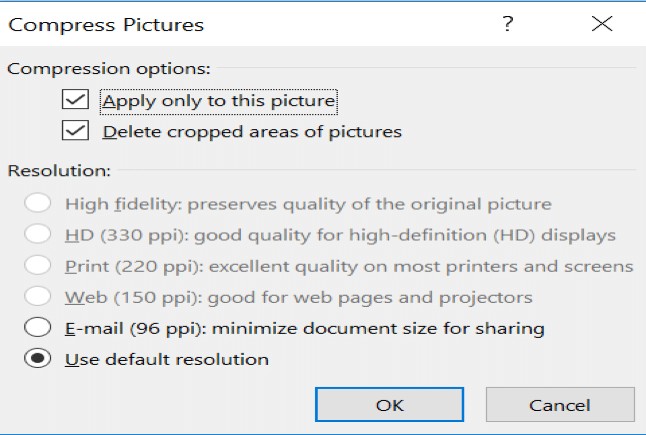 Compress Pictures ?
Compression options:
Apply only to this picture
Delete cropped areas of pictures
Resolution:
High fidelity: preserves quality of the original picture
HD (330 ppi): good quality for high-definition (HD) displays
Print (220 ppi): excellent quality on most printers and screens
Web (150 ppi): good for web pages and projectors
E-mail (96 ppi): minimize document size for sharing
Use default resolution
OK Cancel